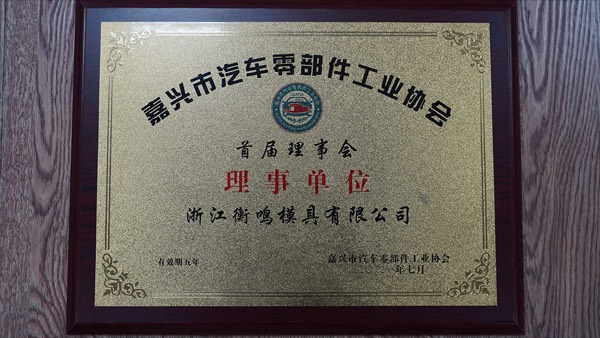 嘉兴市汽车零部件工业协会
首届理事会
理事单位
浙江衡鸣模具有限公司
有效期五年
嘉兴市汽车零部件工业协会
年七月